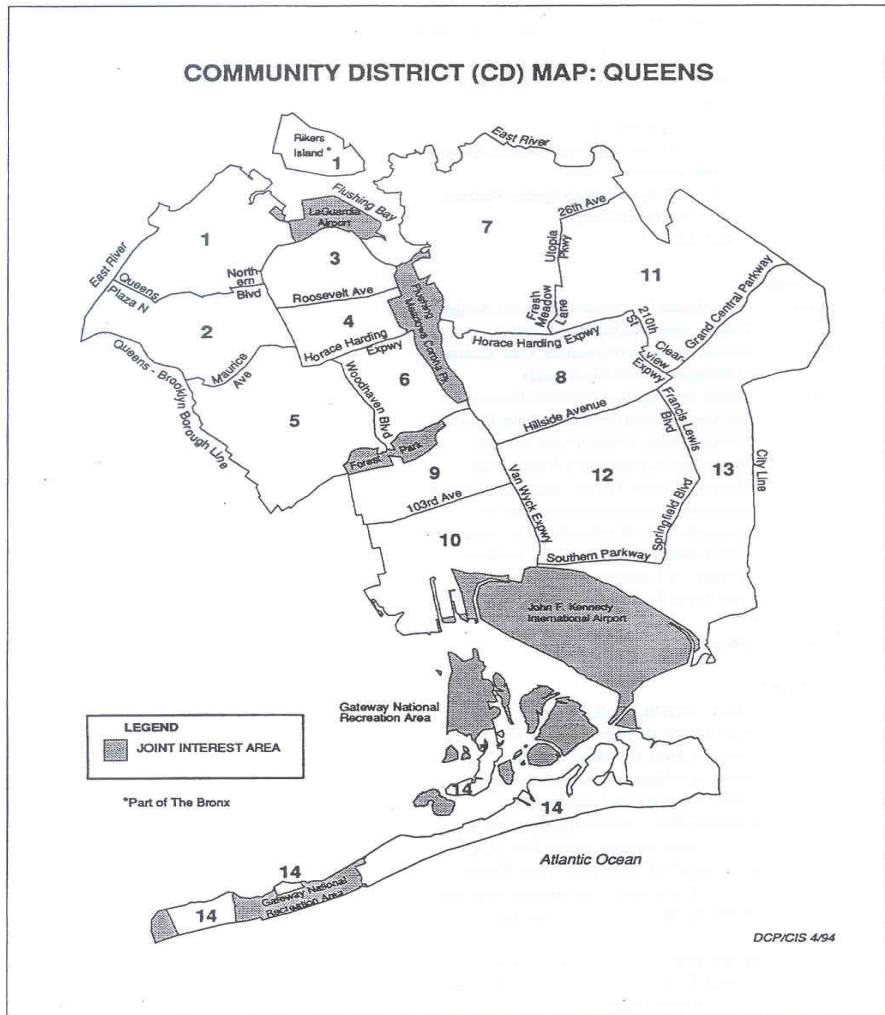 COMMUNITY DISTRICT (CD) MAP: QUEENS
East River
Rikers
Island *
1
Flushing Bay
LaGuardia
Airport
26th Ave
7
1
Utopia
Pkwy
East River
3
11
North-
ern
Blvd
Queens
Plaza N
Roosevelt Ave
Flushing
Meadows Corona Pk
Fresh
Meadow
Lane
Grand Central Parkway
2
4
210th
St
Horace Harding
Expwy
Horace Harding Expwy
Clear-
view
Expwy
Maurice
Ave
Queens - Brooklyn
Borough Line
6
8
Woodhaven Blvd
5
Hillside Avenue
Francis Lewis
Blvd
Forest
Park
9
12
13
City Line
103rd Ave
Van Wyck Expwy
10
Springfield Blvd
Southern Parkway
John F. Kennedy
International Airport
Gateway National
Recreation Area
LEGEND
JOINT INTEREST AREA
14
*Part of The Bronx
14
Atlantic Ocean
14
Gateway National
Recreation Area
14
DCP/CIS 4/94